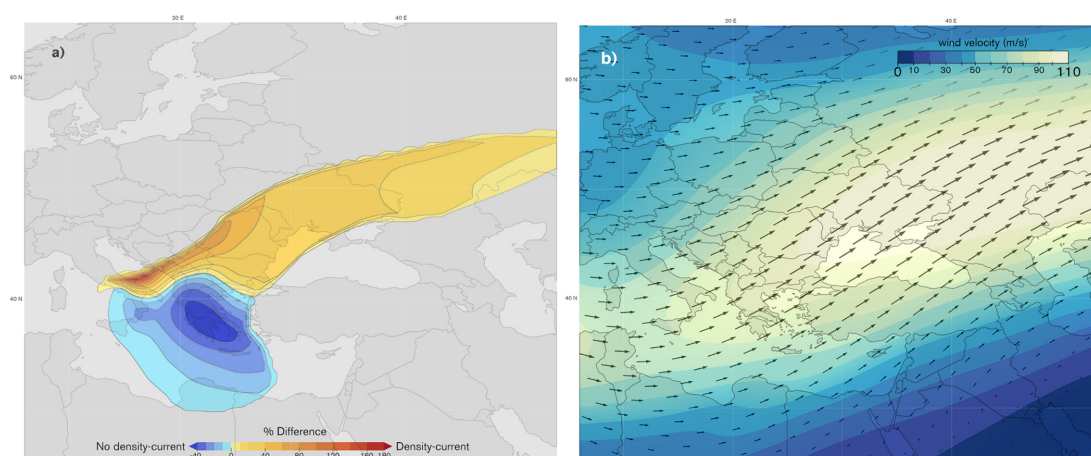 20 E
40 E
a)
60 N
40 N
% Difference
No density-current
Density-current
-40
0
40
80
120
160 180
20 E
40 E
b)
wind velocity (m/s)
0 10 30 50 70 90 110
60 N
40 N